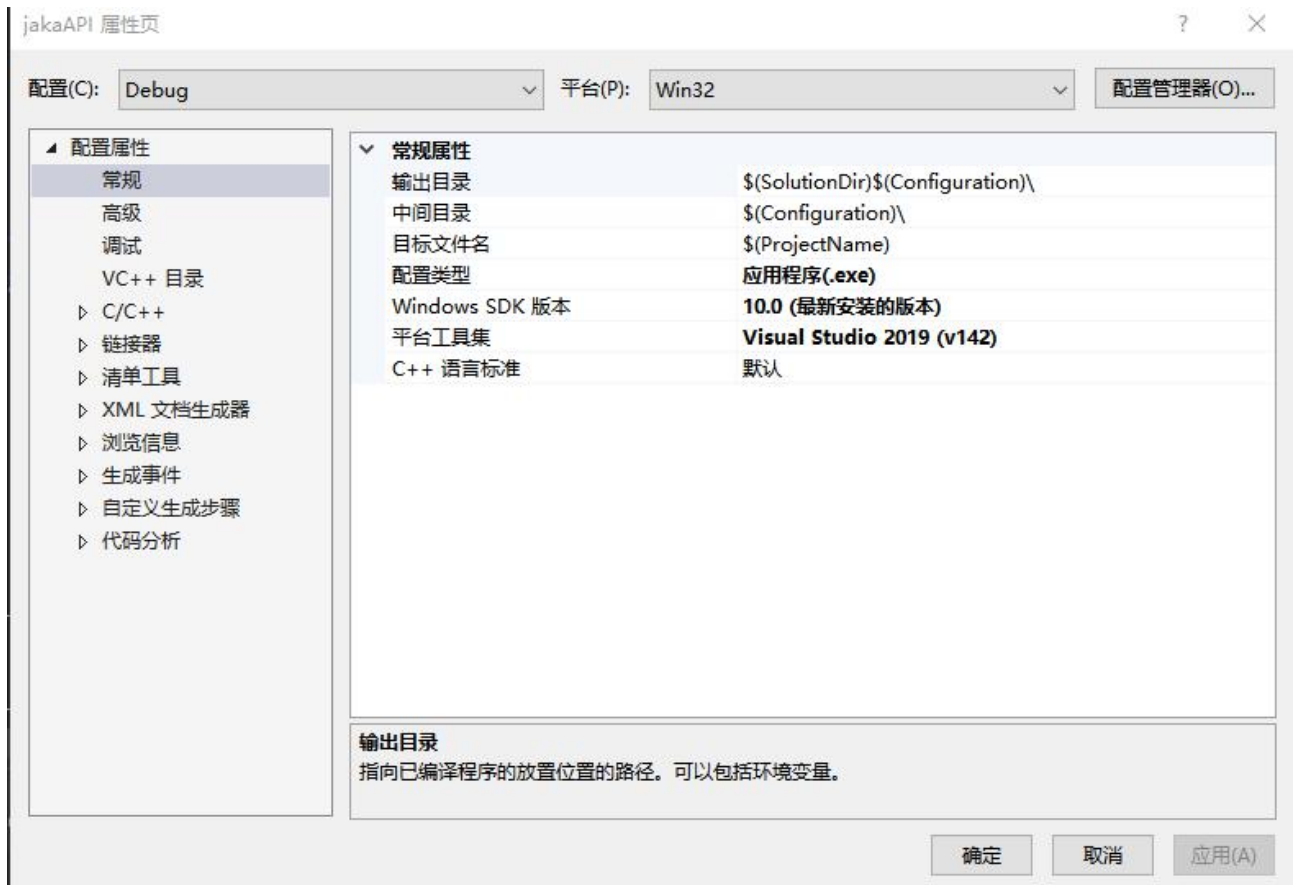 jakaAPI 属性页
配置(C): Debug 平台(P): Win32 配置管理器(O)...
配置属性
常规
高级
调试
VC++ 目录
C/C++
链接器
清单工具
XML 文档生成器
浏览信息
生成事件
自定义生成步骤
代码分析
常规属性
输出目录 $(SolutionDir)$(Configuration)\
中间目录 $(Configuration)\
目标文件名 $(ProjectName)
配置类型 应用程序(.exe)
Windows SDK 版本 10.0 (最新安装的版本)
平台工具集 Visual Studio 2019 (v142)
C++ 语言标准 默认
输出目录
指向已编译程序的放置位置的路径。可以包括环境变量。
确定 取消 应用(A)